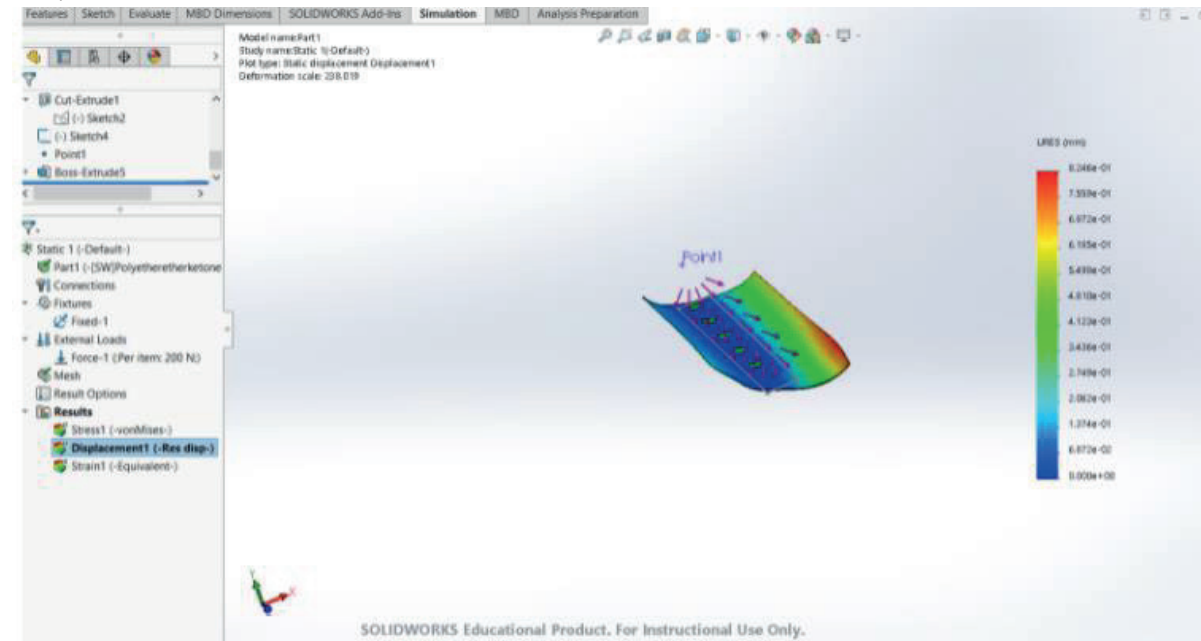 Features Sketch Evaluate MBD Dimensions SOLIDWORKS Add-Ins Simulation MBD Analysis Preparation
Model name:Part1
Study name:Static 1(-Default-)
Plot type: Static displacement Displacement1
Deformation scale: 238.019
Cut-Extrude1
(-) Sketch2
(-) Sketch4
Point1
Boss-Extrude5
Static 1 (-Default-)
Part1 (-[SW]Polyetheretherketone
Connections
Fixtures
Fixed-1
External Loads
Force-1 (:Per item: 200 N:)
Mesh
Result Options
Results
Stress1 (-vonMises-)
Displacement1 (-Res disp-)
Strain1 (-Equivalent-)
Point1
URES (mm)
8.246e-01
7.559e-01
6.872e-01
6.185e-01
5.498e-01
4.810e-01
4.123e-01
3.436e-01
2.749e-01
2.062e-01
1.374e-01
6.872e-02
0.000e+00
Y
X
SOLIDWORKS Educational Product. For Instructional Use Only.